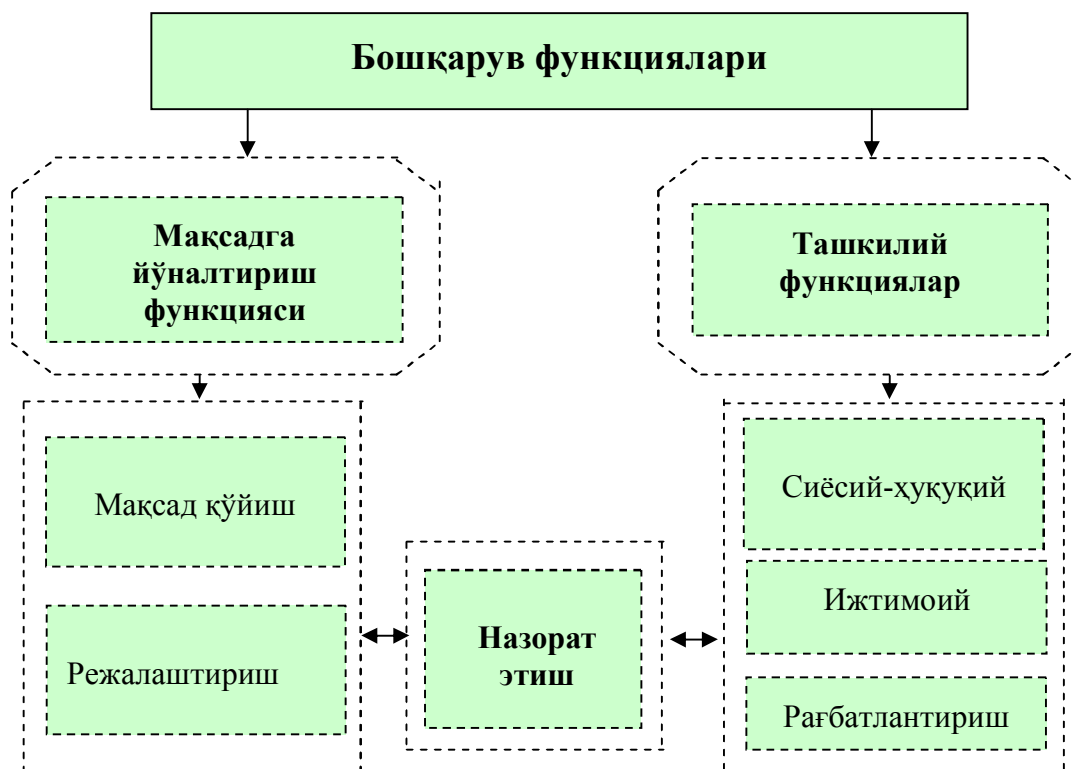 Бошқарув функциялари
Мақсадга
йўналтириш
функцияси
Ташкилий
функциялар
Мақсад қўйиш
Режалаштириш
Назорат
этиш
Сиёсий-ҳуқуқий
Ижтимоий
Рағбатлантириш